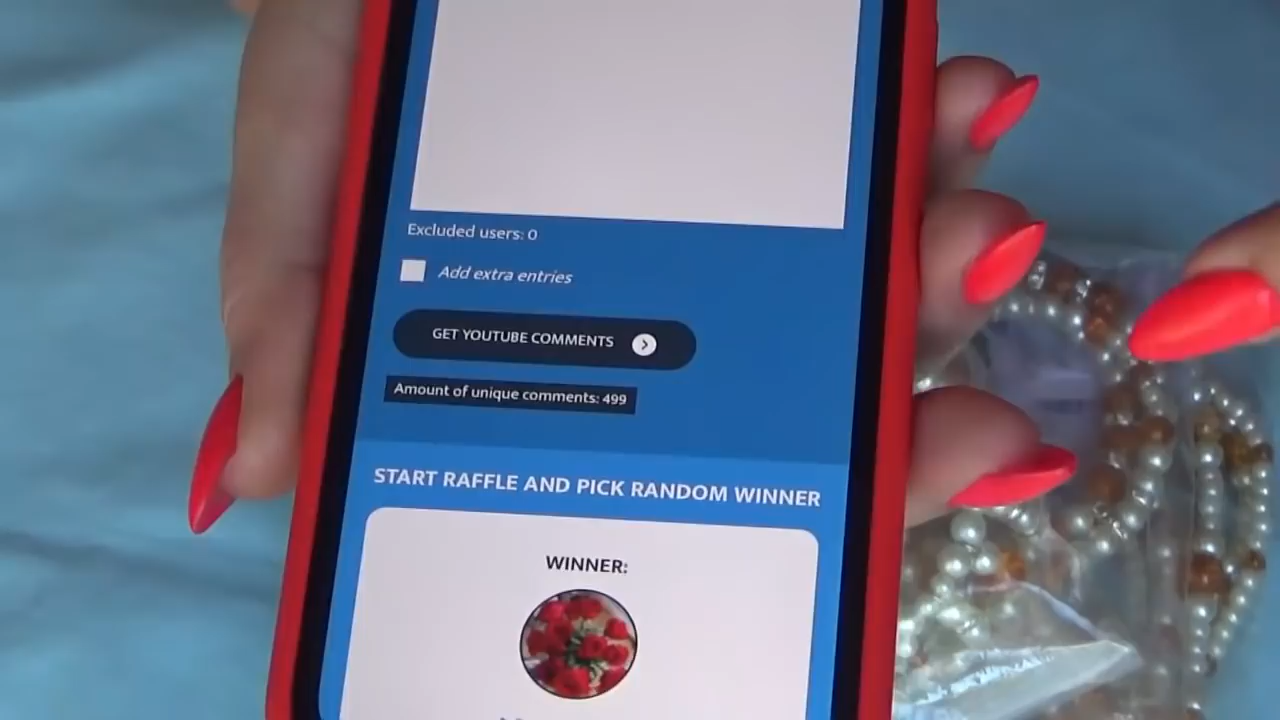 Excluded users: 0
Add extra entries
GET YOUTUBE COMMENTS
Amount of unique comments: 499
START RAFFLE AND PICK RANDOM WINNER
WINNER: